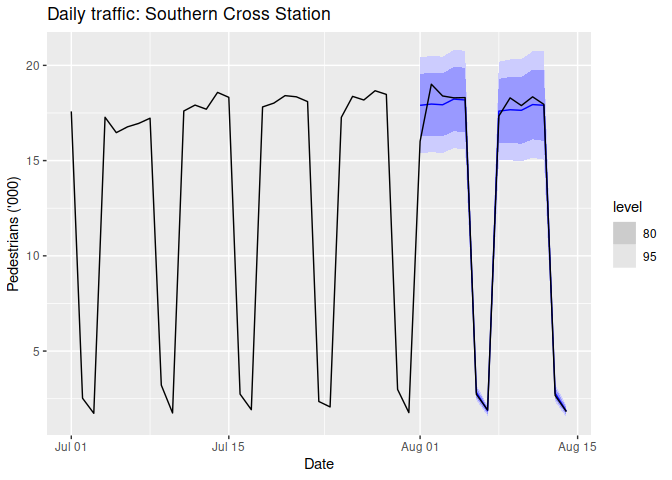 Daily traffic: Southern Cross Station
20
15
10
5
Pedestrians ('000)
Jul 01
Jul 15
Aug 01
Aug 15
Date
level
80
95